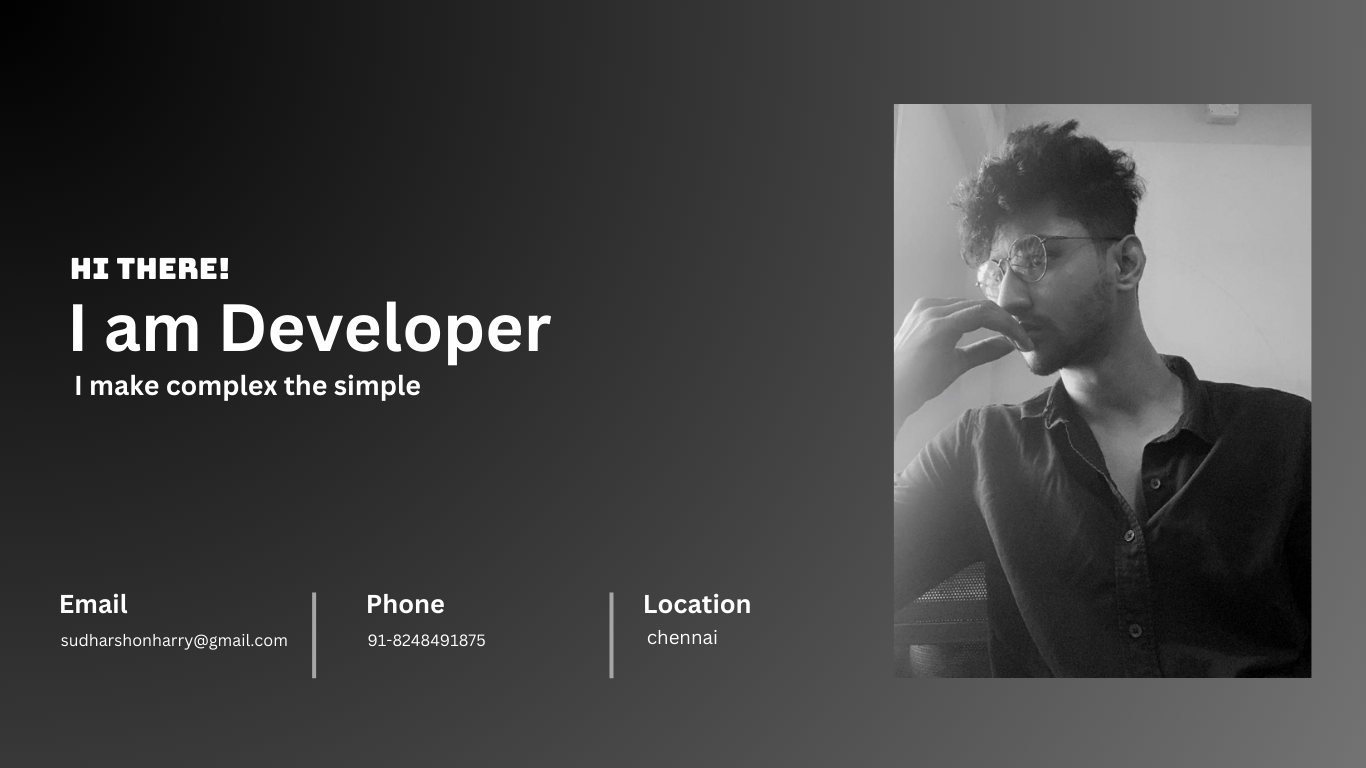 HI THERE!
I am Developer
I make complex the simple
Email
sudharshonharry@gmail.com
Phone
91-8248491875
Location
chennai